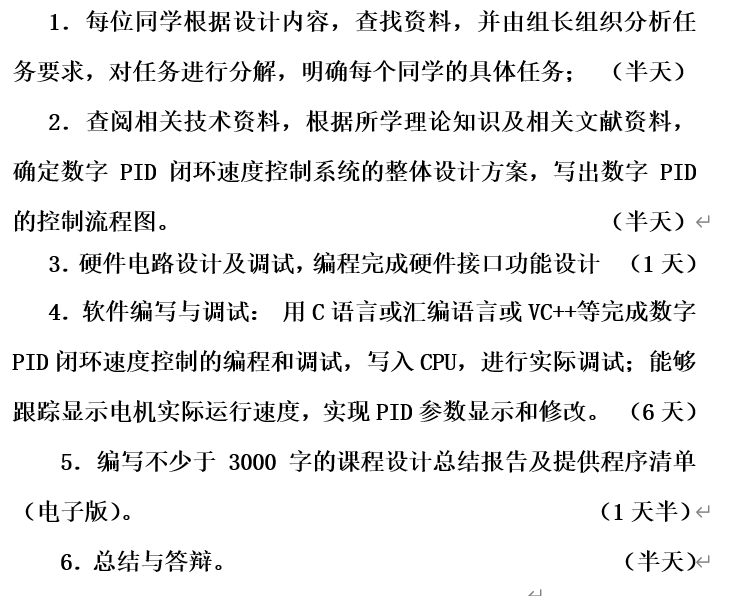 1．每位同学根据设计内容，查找资料，并由组长组织分析任
务要求，对任务进行分解，明确每个同学的具体任务； （半天）
2．查阅相关技术资料，根据所学理论知识及相关文献资料，
确定数字 PID 闭环速度控制系统的整体设计方案，写出数字 PID
的控制流程图。 （半天）
3．硬件电路设计及调试，编程完成硬件接口功能设计 （1 天）
4．软件编写与调试： 用 C 语言或汇编语言或 VC++等完成数字
PID 闭环速度控制的编程和调试，写入 CPU，进行实际调试；能够
跟踪显示电机实际运行速度，实现 PID 参数显示和修改。 （6 天）
5．编写不少于 3000 字的课程设计总结报告及提供程序清单
（电子版）。 （1 天半）
6．总结与答辩。 （半天）